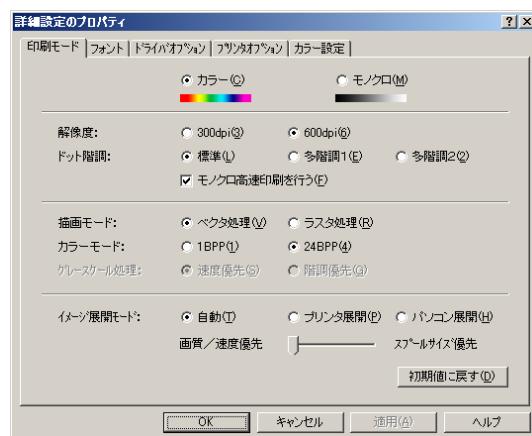 詳細設定のプロパティ
印刷モード フォント ドライバオプション プリンタオプション カラー設定
カラー(C) モノクロ(M)
解像度: 300dpi(3) 600dpi(6)
ドット階調: 標準(L) 多階調1(E) 多階調2(2)
モノクロ高速印刷を行う(F)
描画モード: ベクタ処理(V) ラスタ処理(R)
カラーモード: 1BPP(1) 24BPP(4)
グレースケール処理: 速度優先(S) 階調優先(G)
イメージ展開モード: 自動(T) プリンタ展開(P) パソコン展開(H)
画質/速度優先 スプールサイズ優先
初期値に戻す(D)
OK キャンセル 適用(A) ヘルプ